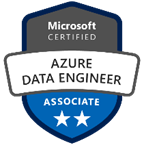 Microsoft
CERTIFIED
AZURE
DATA ENGINEER
ASSOCIATE